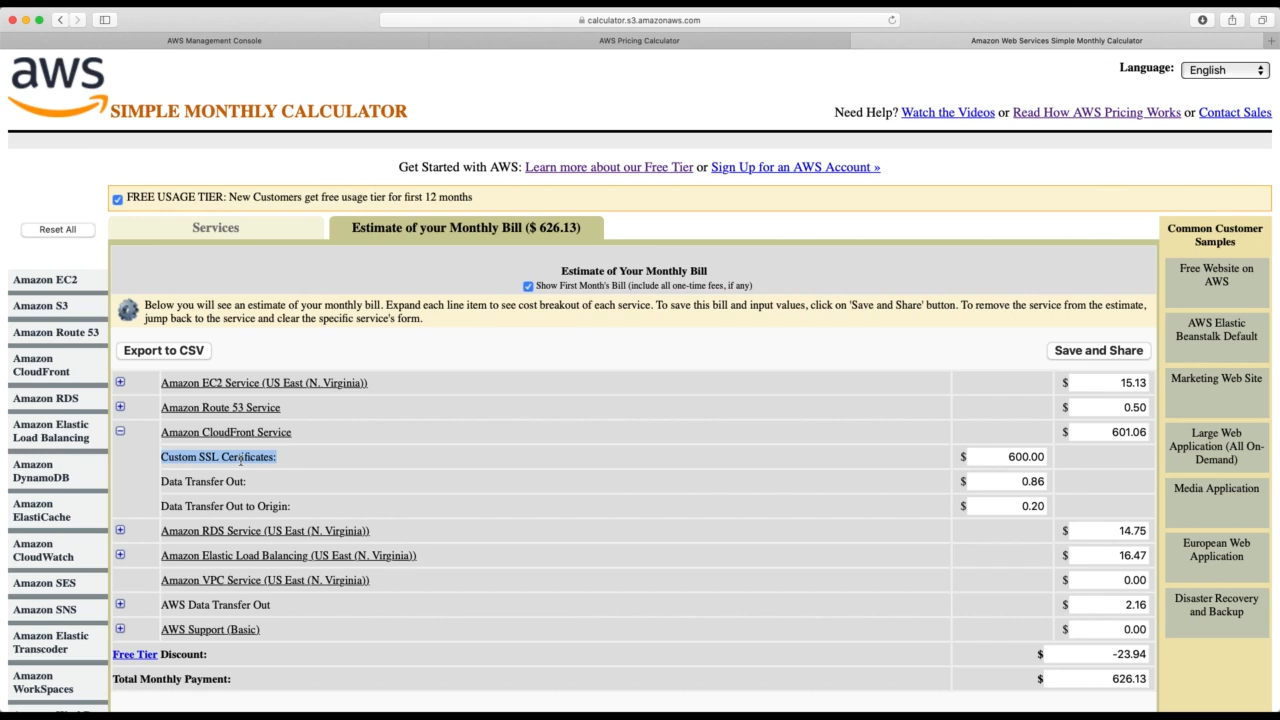 calculator.s3.amazonaws.com
AWS Management Console
AWS Pricing Calculator
Amazon Web Services Simple Monthly Calculator
aws
SIMPLE MONTHLY CALCULATOR
Language: English
Need Help? Watch the Videos or Read How AWS Pricing Works or Contact Sales
Get Started with AWS: Learn more about our Free Tier or Sign Up for an AWS Account »
FREE USAGE TIER: New Customers get free usage tier for first 12 months
Reset All
Services
Estimate of your Monthly Bill ($ 626.13)
Amazon EC2
Amazon S3
Amazon Route 53
Amazon
CloudFront
Amazon RDS
Amazon Elastic
Load Balancing
Amazon
DynamoDB
Amazon
ElastiCache
Amazon
CloudWatch
Amazon SES
Amazon SNS
Amazon Elastic
Transcoder
Amazon
WorkSpaces
Estimate of Your Monthly Bill
Show First Month's Bill (include all one-time fees, if any)
Below you will see an estimate of your monthly bill. Expand each line item to see cost breakout of each service. To save this bill and input values, click on 'Save and Share' button. To remove the service from the estimate,
jump back to the service and clear the specific service's form.
Export to CSV
Save and Share
Amazon EC2 Service (US East (N. Virginia)) $ 15.13
Amazon Route 53 Service $ 0.50
Amazon CloudFront Service $ 601.06
Custom SSL Cerificates: $ 600.00
Data Transfer Out: $ 0.86
Data Transfer Out to Origin: $ 0.20
Amazon RDS Service (US East (N. Virginia)) $ 14.75
Amazon Elastic Load Balancing (US East (N. Virginia)) $ 16.47
Amazon VPC Service (US East (N. Virginia)) $ 0.00
AWS Data Transfer Out $ 2.16
AWS Support (Basic) $ 0.00
Free Tier Discount: $ -23.94
Total Monthly Payment: $ 626.13
Common Customer
Samples
Free Website on
AWS
AWS Elastic
Beanstalk Default
Marketing Web Site
Large Web
Application (All On-
Demand)
Media Application
European Web
Application
Disaster Recovery
and Backup